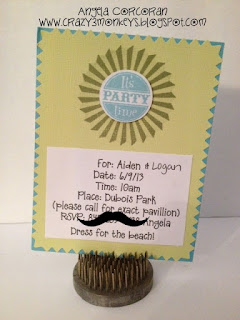 Angela Corcoran
www.crazy3monkeys.blogspot.com
It's
PARTY
time
For: Aiden & Logan
Date: 6/9/13
Time: 10am
Place: Dubois Park
(please call for exact pavillion)
RSVP: Angela
Dress for the beach!